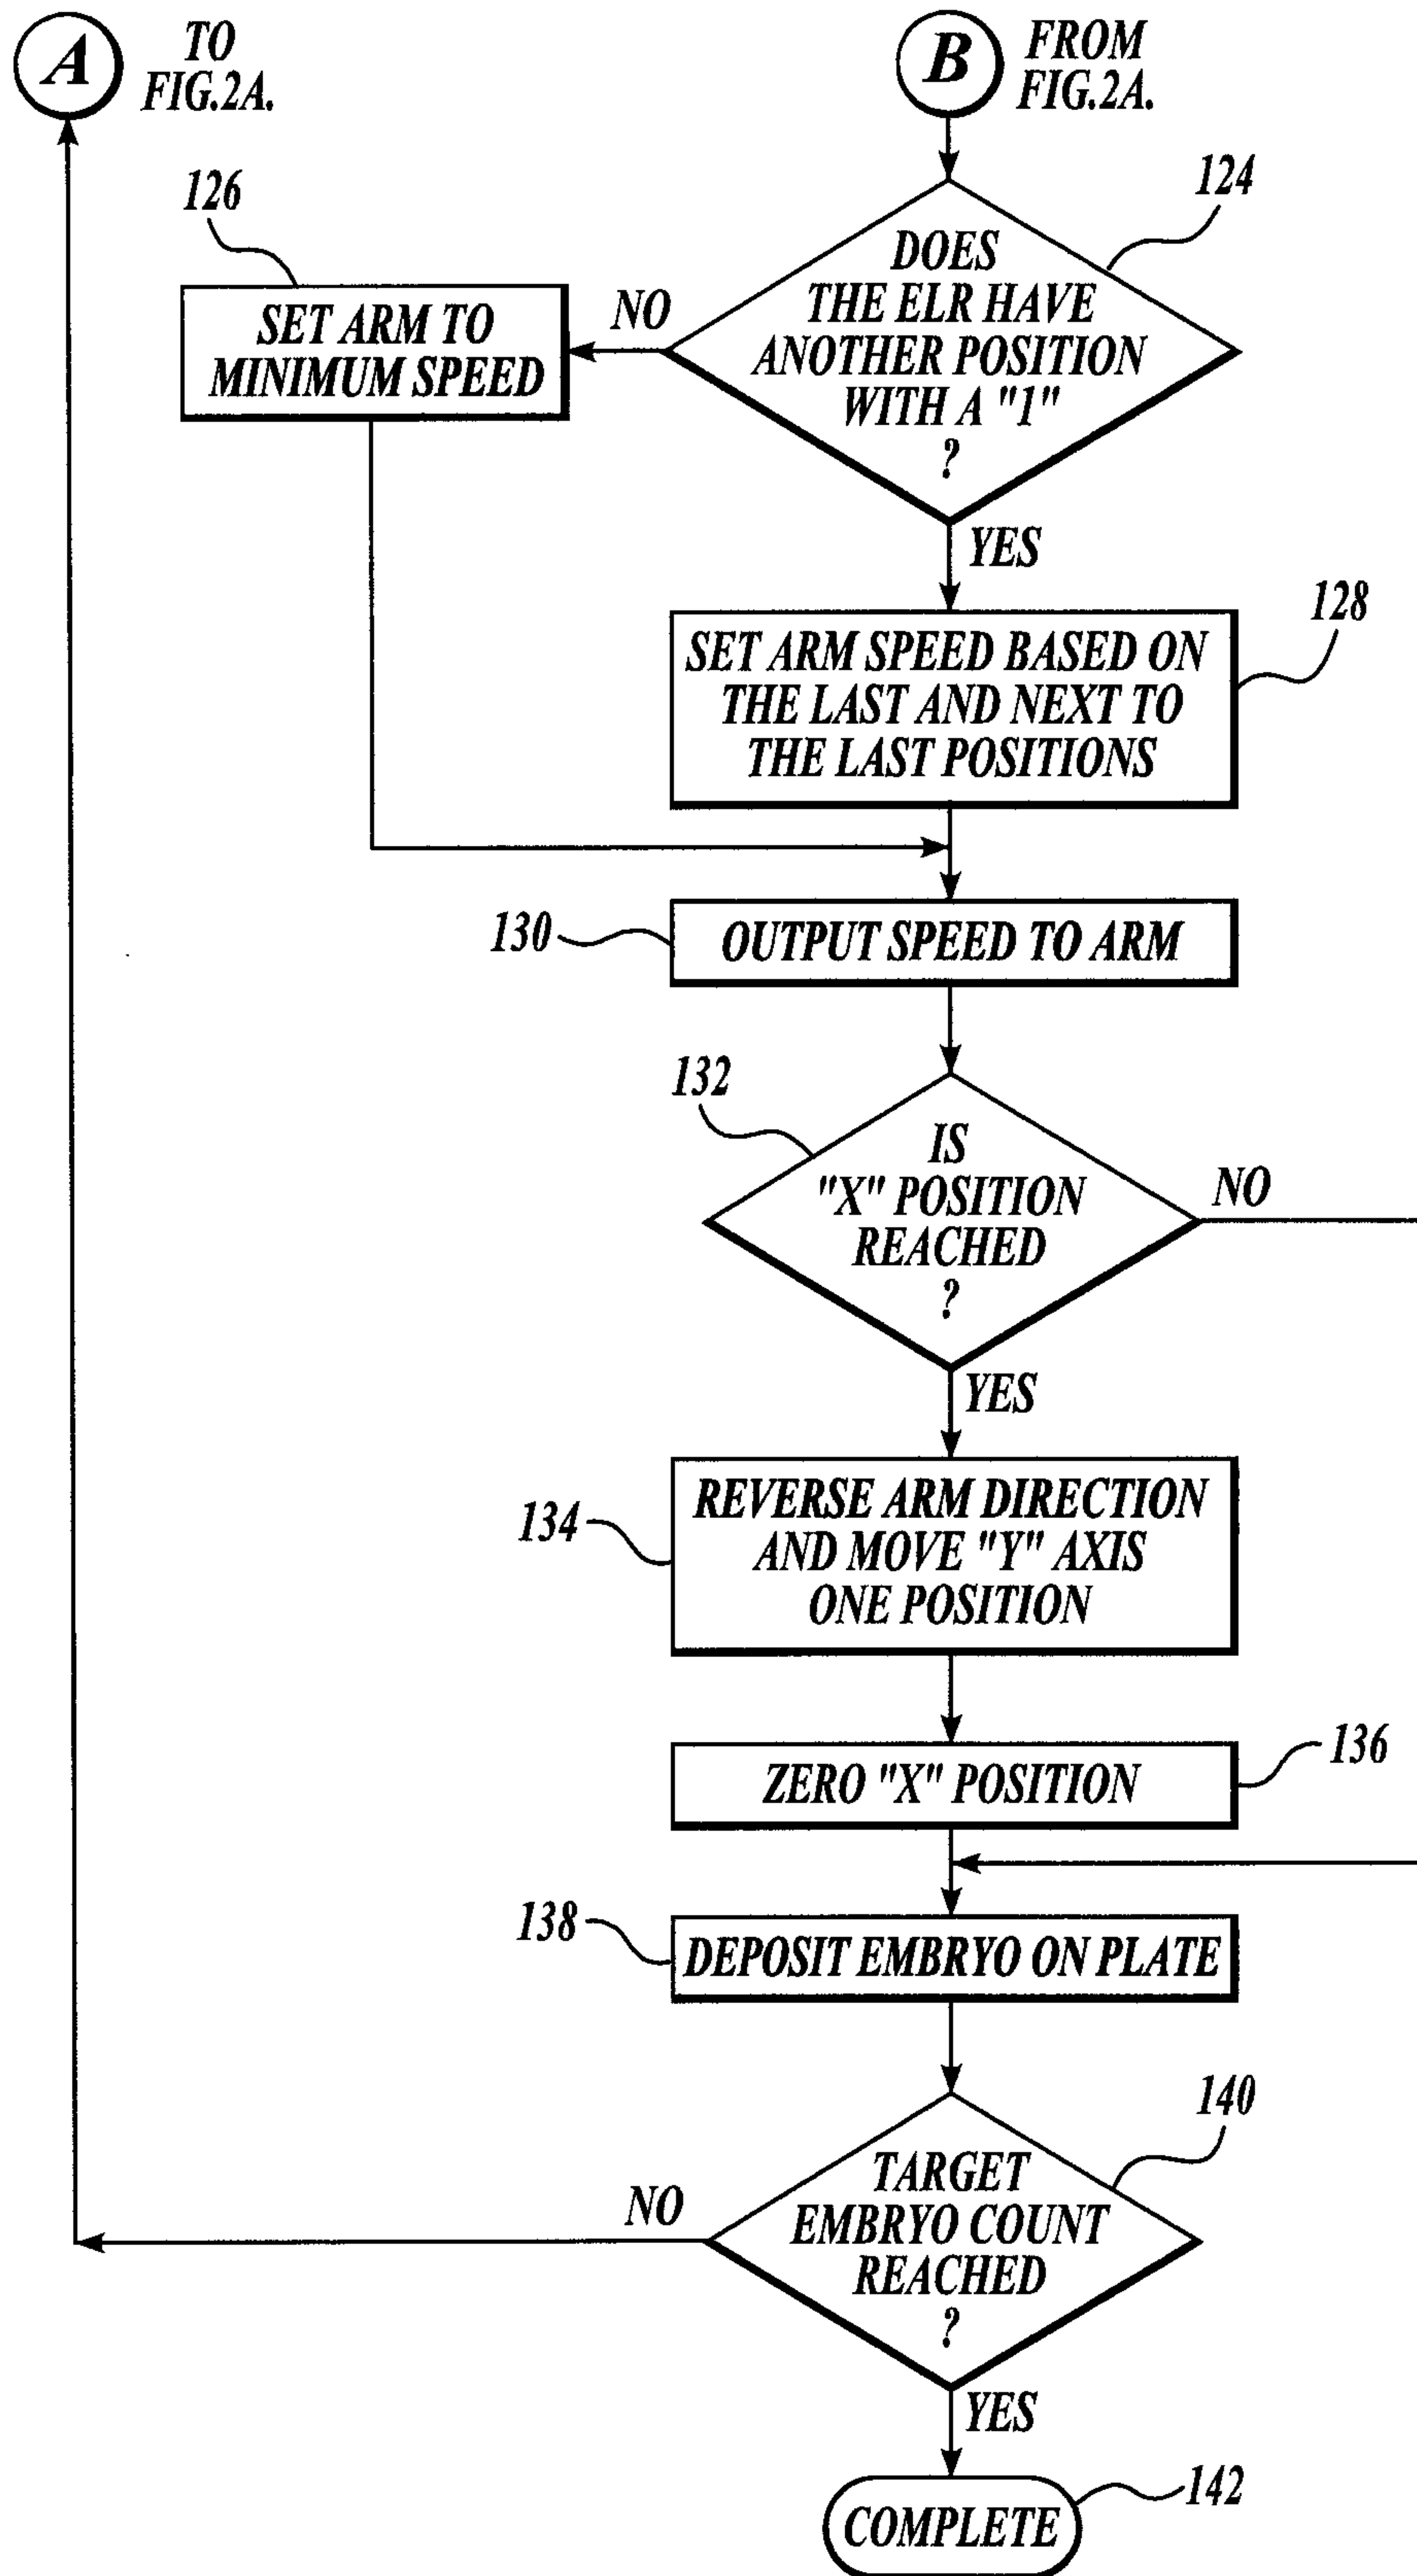 A
TO
FIG.2A.
B
FROM
FIG.2A.
124
DOES
THE ELR HAVE
ANOTHER POSITION
WITH A "1"
?
NO
126
SET ARM TO
MINIMUM SPEED
YES
128
SET ARM SPEED BASED ON
THE LAST AND NEXT TO
THE LAST POSITIONS
130
OUTPUT SPEED TO ARM
132
IS
"X" POSITION
REACHED
?
NO
YES
134
REVERSE ARM DIRECTION
AND MOVE "Y" AXIS
ONE POSITION
136
ZERO "X" POSITION
138
DEPOSIT EMBRYO ON PLATE
140
TARGET
EMBRYO COUNT
REACHED
?
NO
YES
142
COMPLETE